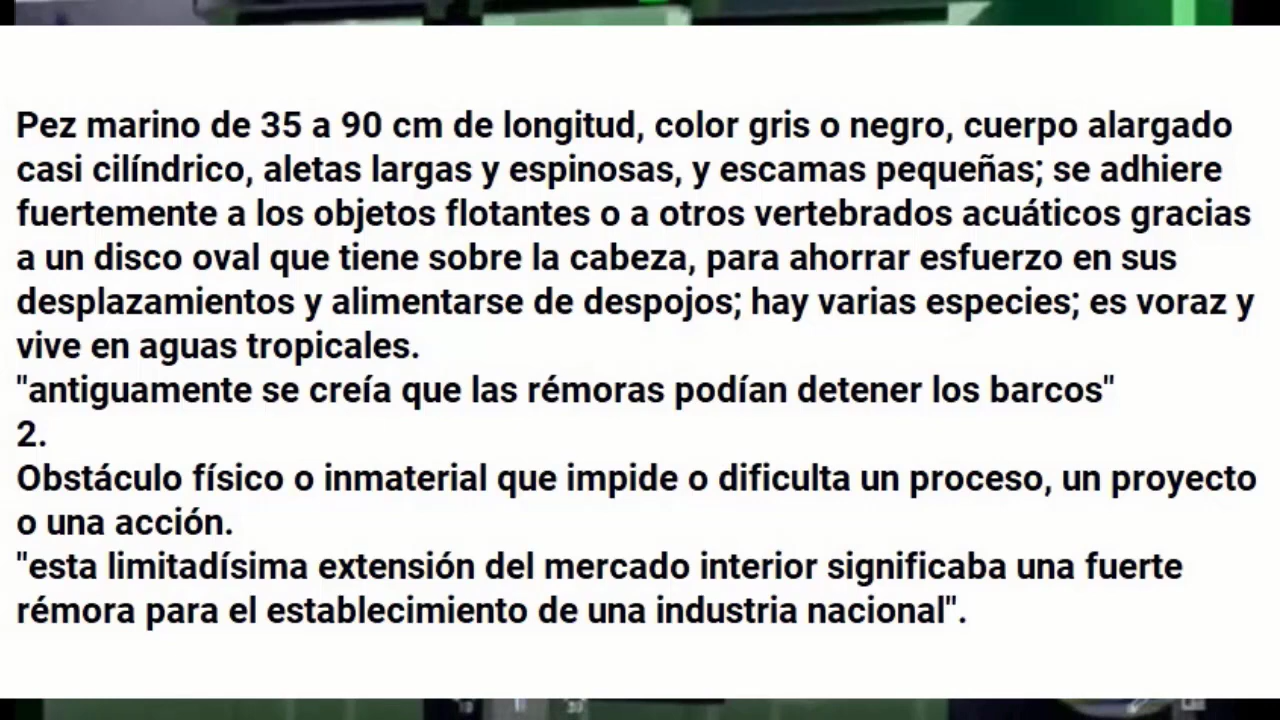 Pez marino de 35 a 90 cm de longitud, color gris o negro, cuerpo alargado
casi cilíndrico, aletas largas y espinosas, y escamas pequeñas; se adhiere
fuertemente a los objetos flotantes o a otros vertebrados acuáticos gracias
a un disco oval que tiene sobre la cabeza, para ahorrar esfuerzo en sus
desplazamientos y alimentarse de despojos; hay varias especies; es voraz y
vive en aguas tropicales.
"antiguamente se creía que las rémoras podían detener los barcos"
2.
Obstáculo físico o inmaterial que impide o dificulta un proceso, un proyecto
o una acción.
"esta limitadísima extensión del mercado interior significaba una fuerte
rémora para el establecimiento de una industria nacional".